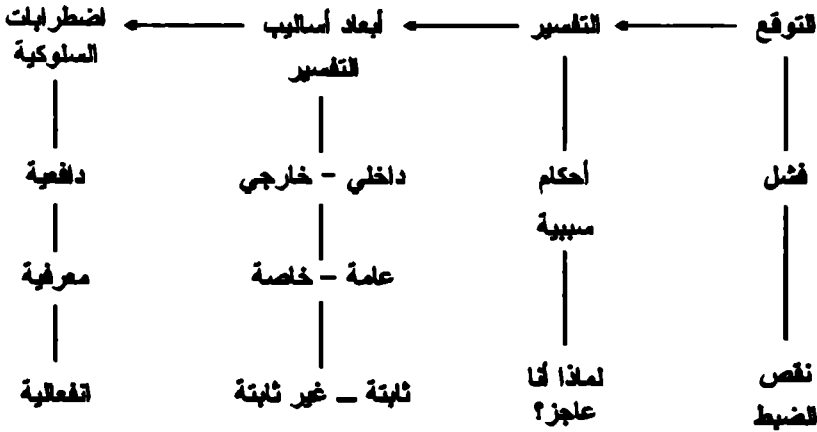 التوقع
التفسير
أبعاد أساليب
التفسير
اضطرابات
السلوكية
فشل
أحكام
سببية
داخلي - خارجي
دافعية
عامة - خاصة
معرفية
نقص
الضبط
لماذا أنا
عاجز؟
ثابتة - غير ثابتة
انفعالية